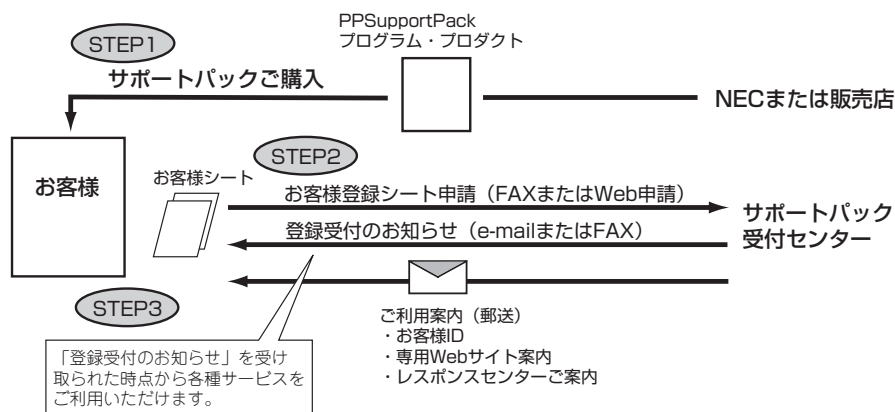 PPSupportPack
プログラム・プロダクト
STEP1
サポートパックご購入
NECまたは販売店
お客様
お客様シート
STEP2
お客様登録シート申請（FAXまたはWeb申請）
登録受付のお知らせ（e-mailまたはFAX）
サポートパック
受付センター
STEP3
ご利用案内（郵送）
・お客様ID
・専用Webサイト案内
・レスポンスセンターご案内
「登録受付のお知らせ」を受け
取られた時点から各種サービスを
ご利用いただけます。